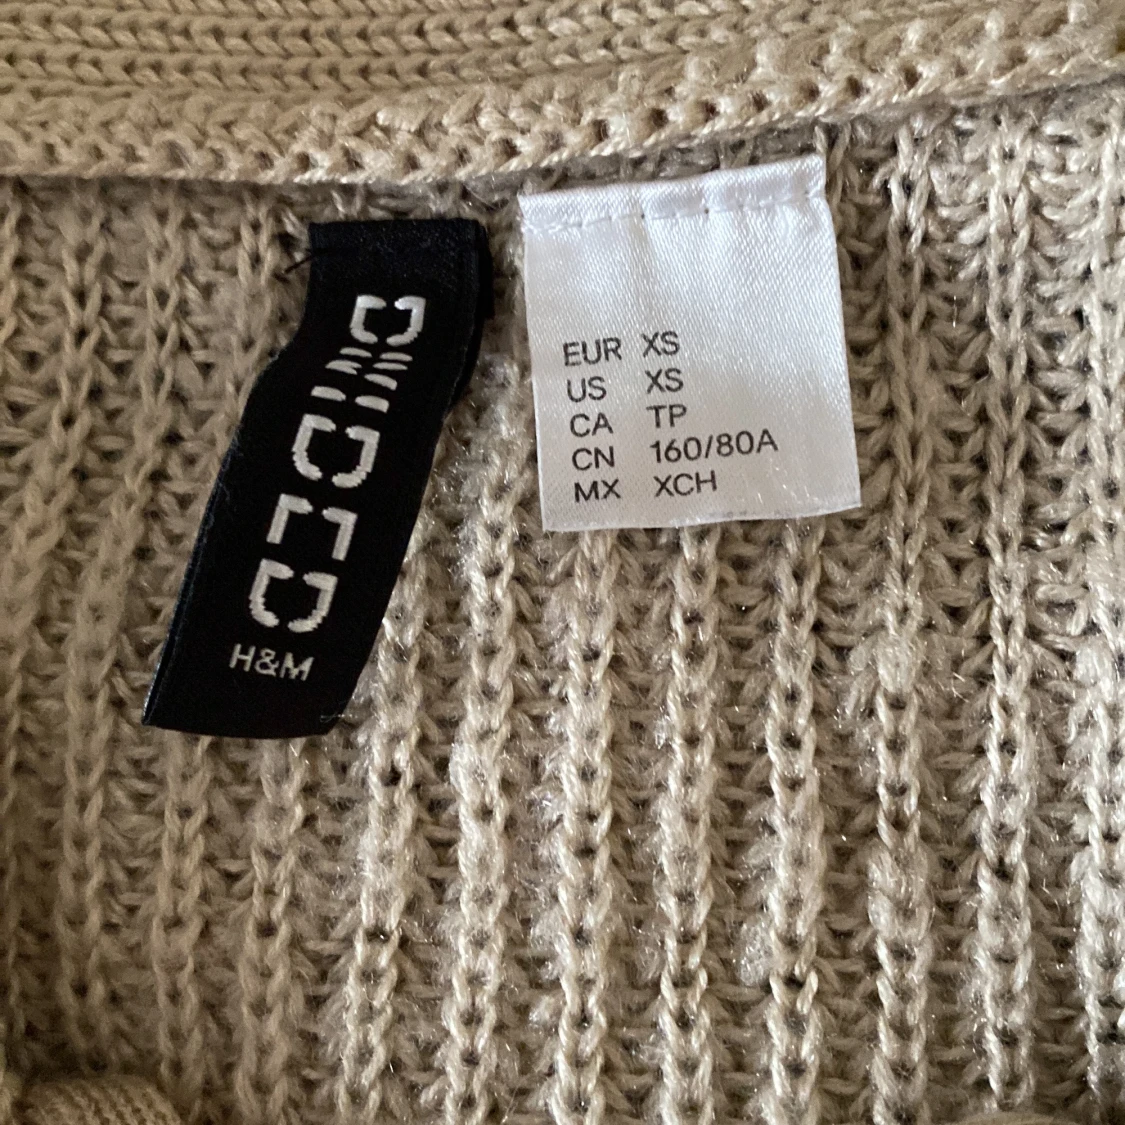 DIVIDED
H&M
EUR XS
US XS
CA TP
CN 160/80A
MX XCH